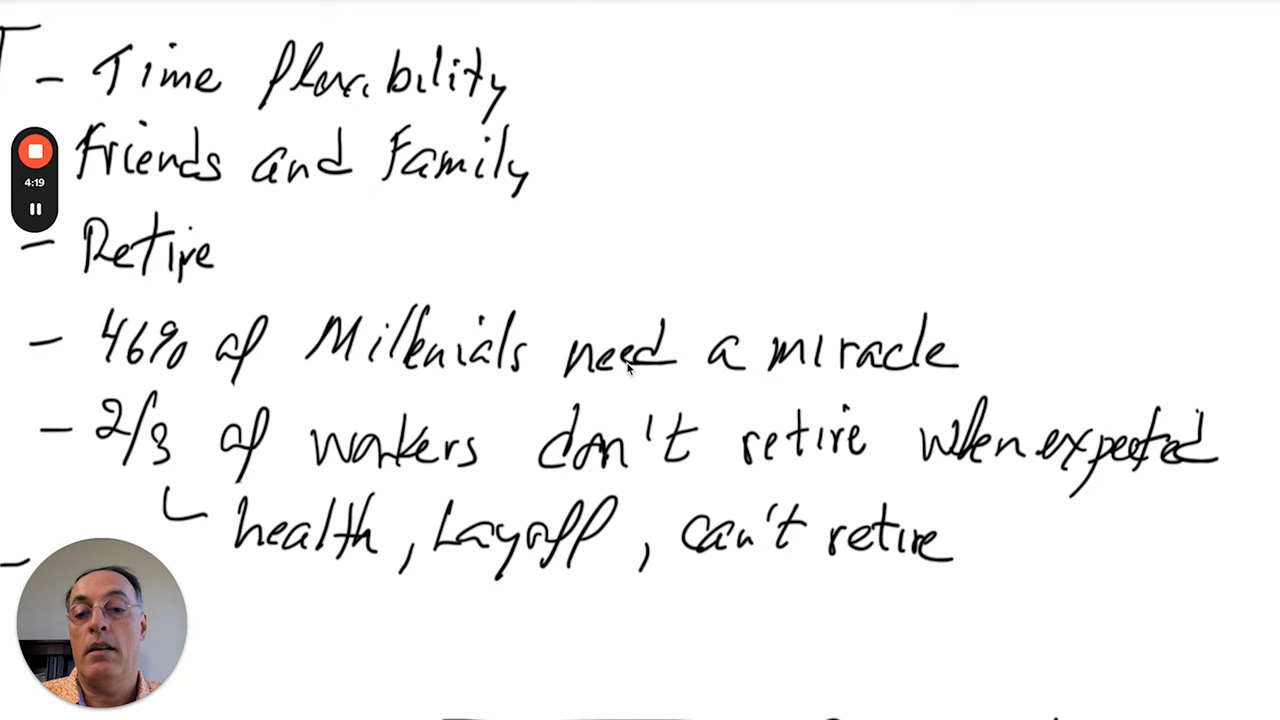 - Time flexibility
Friends and Family
4:19
- Retire
- 46% of Millenials need a miracle
- 2/3 of workers don't retire when expected
health, Layoff, can't retire
-